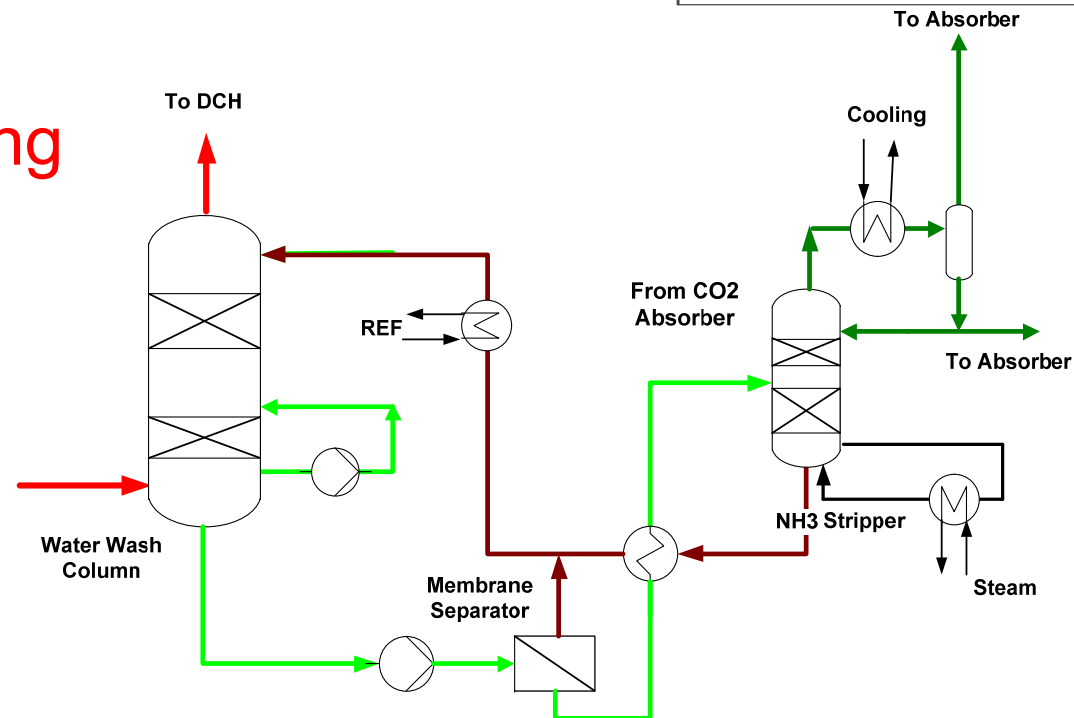 To Absorber
To DCH
Cooling
ng
From CO2
Absorber
REF
To Absorber
NH3 Stripper
Water Wash
Column
Membrane
Separator
Steam